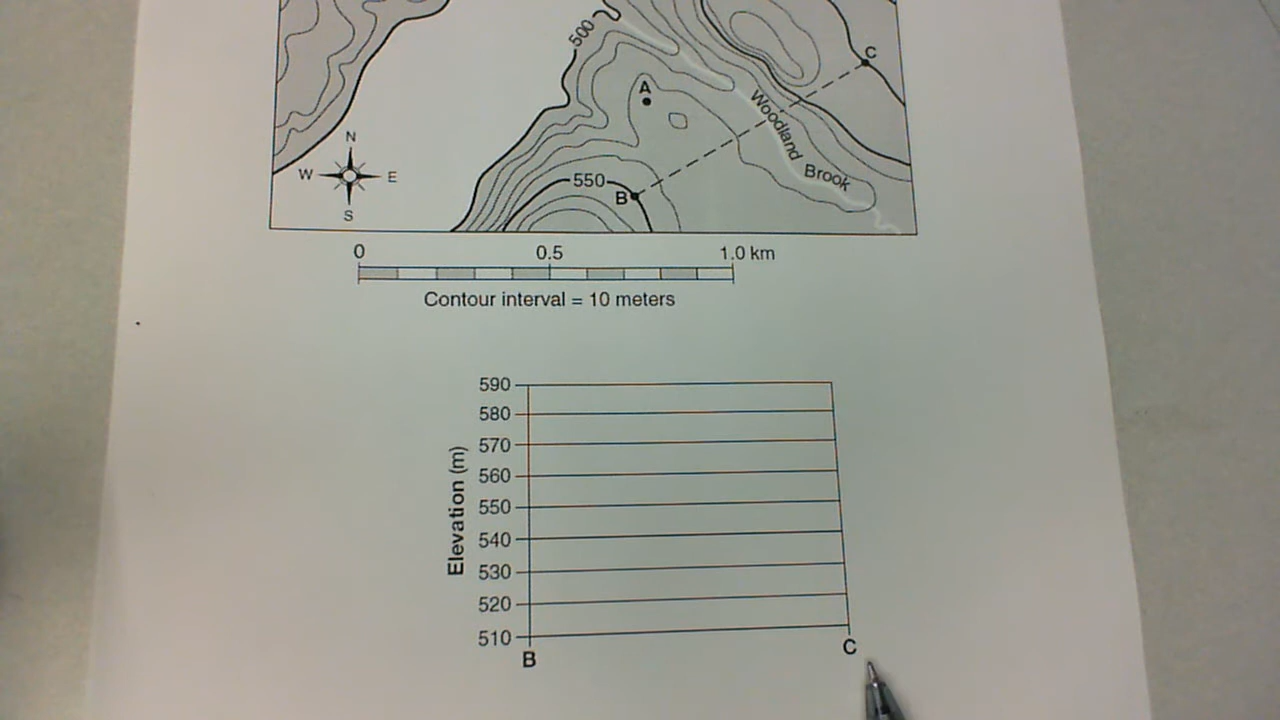 500
C
A
Woodland
Brook
N
W E
S
550
B
0 0.5 1.0 km
Contour interval = 10 meters
Elevation (m)
590
580
570
560
550
540
530
520
510
B C